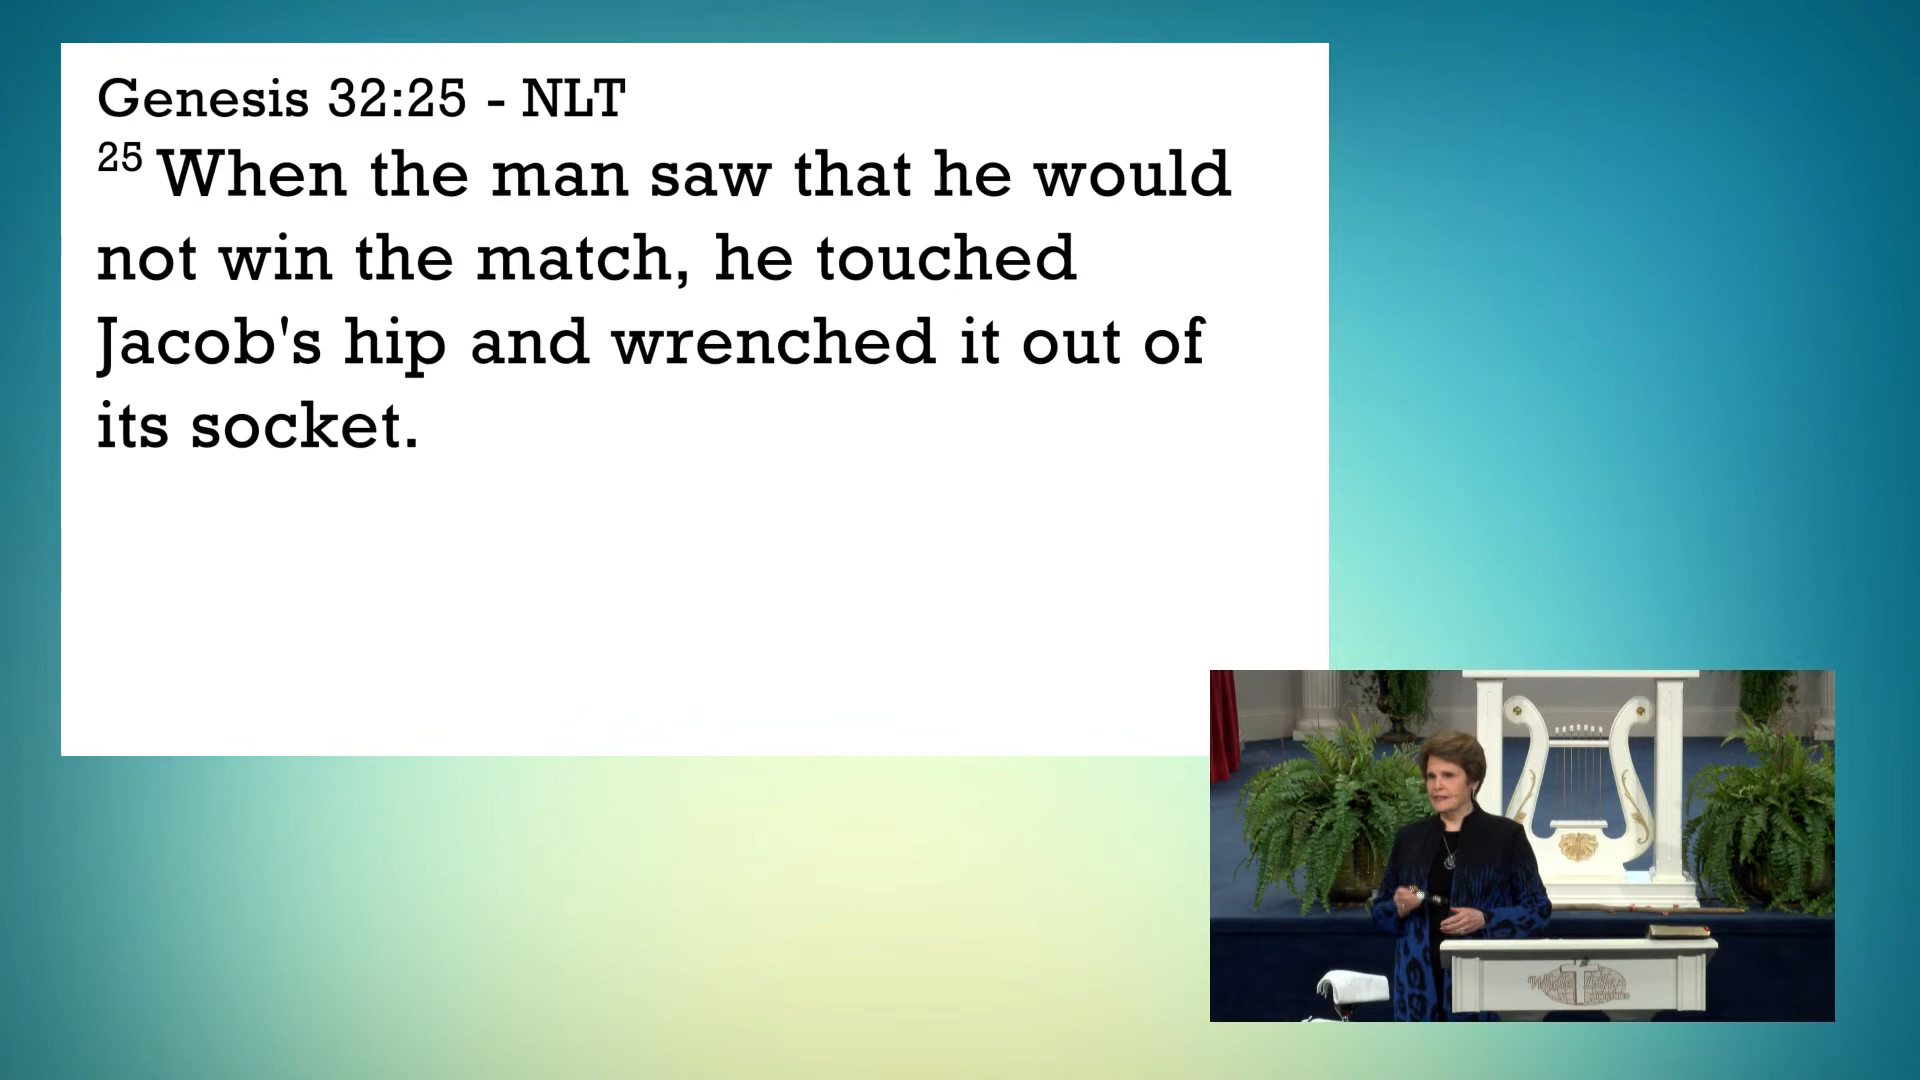 Genesis 32:25 - NLT
25 When the man saw that he would
not win the match, he touched
Jacob's hip and wrenched it out of
its socket.